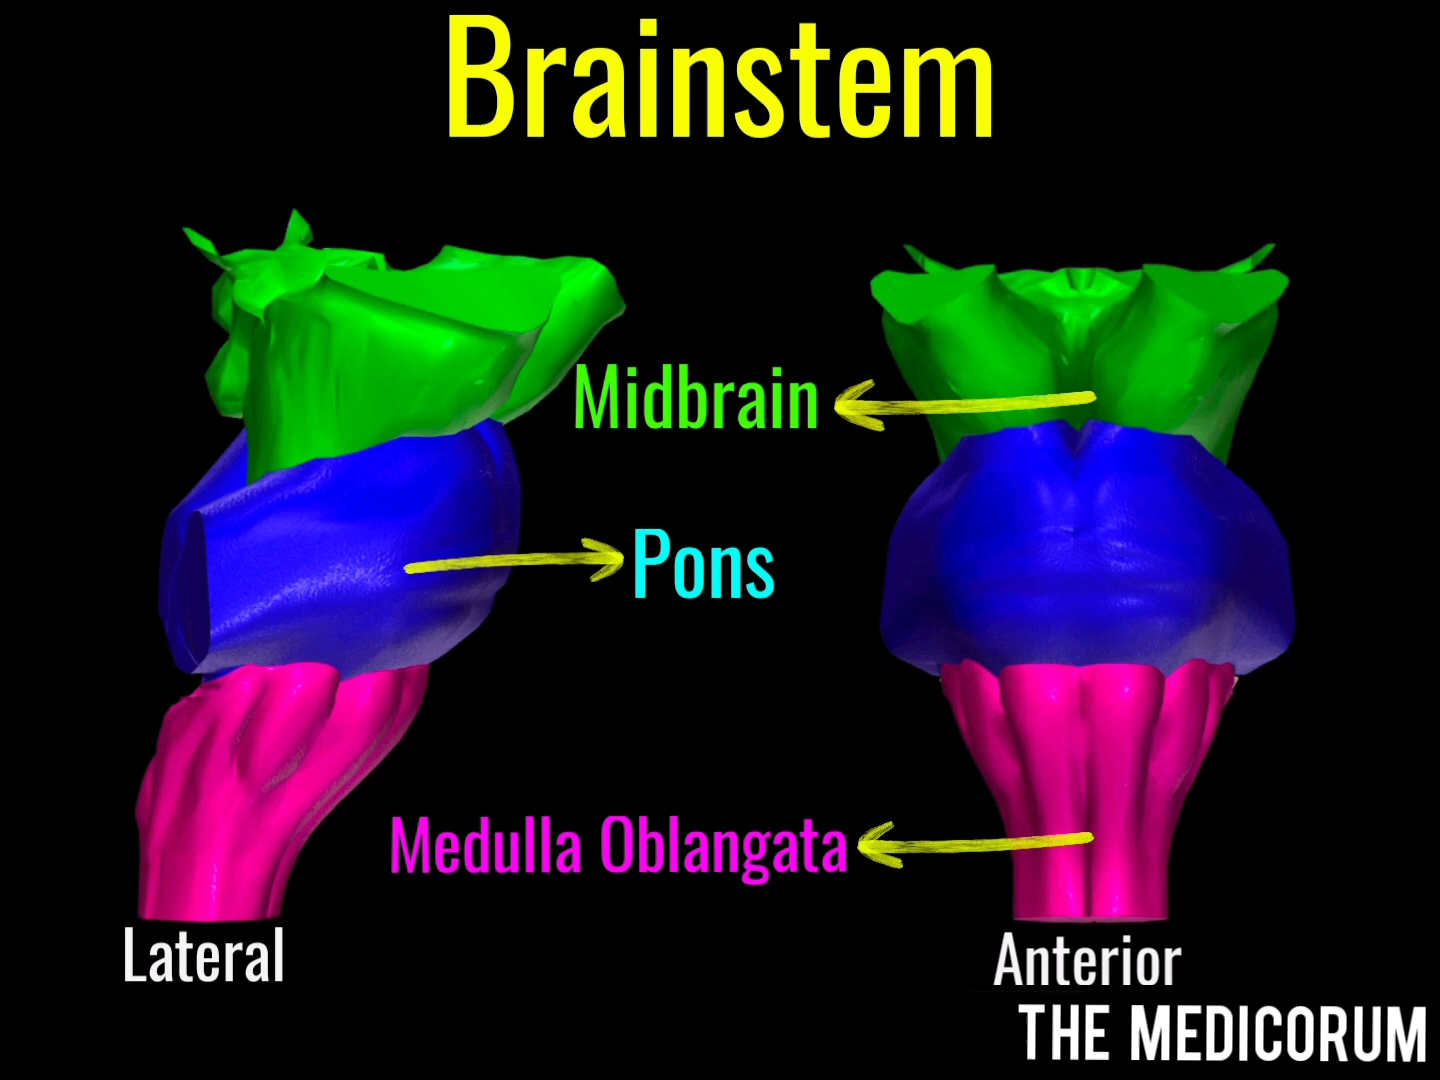 Brainstem
Midbrain
Pons
Medulla Oblangata
Lateral
Anterior
THE MEDICORUM